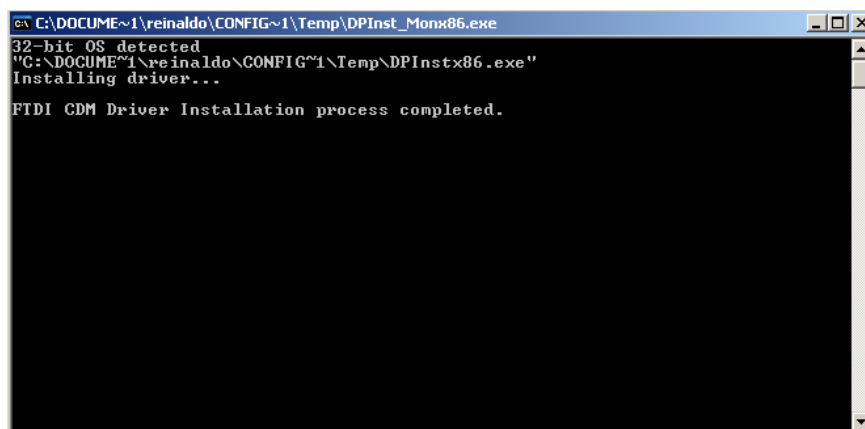 C:\DOCUME~1\reinaldo\CONFIG~1\Temp\DPInst_Monx86.exe
32-bit OS detected
"C:\DOCUME~1\reinaldo\CONFIG~1\Temp\DPInstx86.exe"
Installing driver...
FTDI CDM Driver Installation process completed.